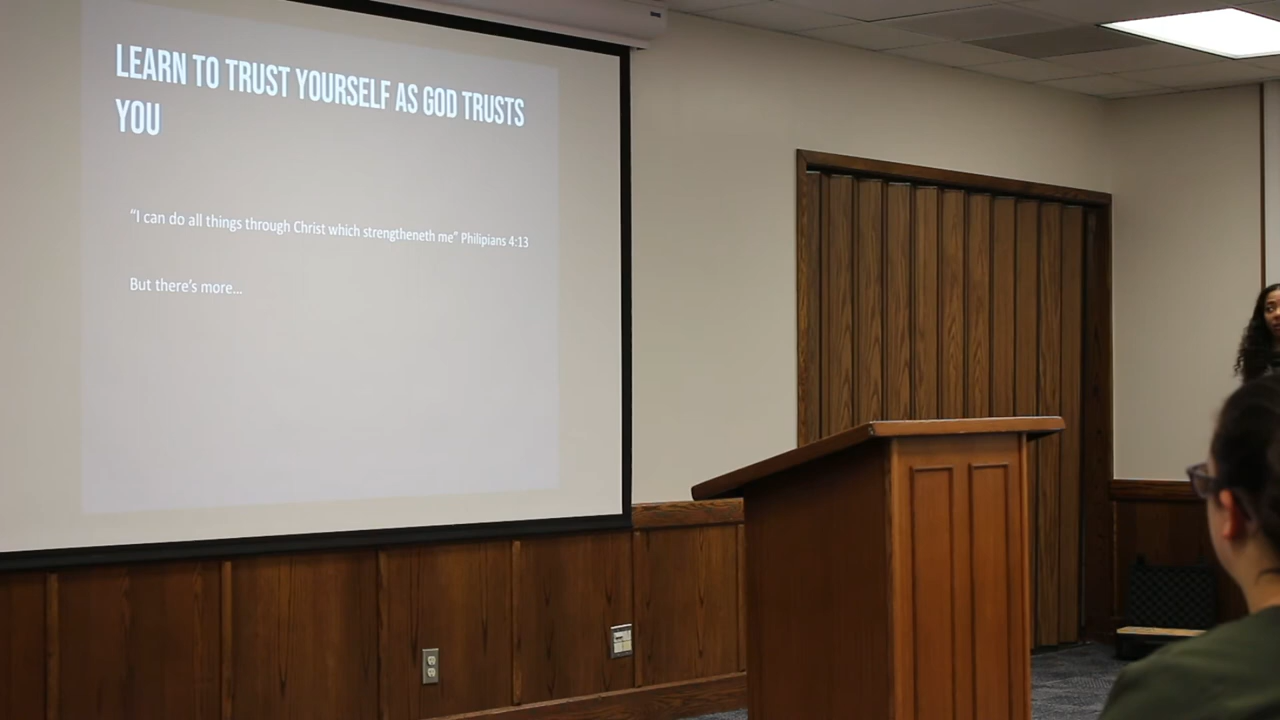 LEARN TO TRUST YOURSELF AS GOD TRUSTS
YOU
“I can do all things through Christ which strengtheneth me” Philipians 4:13
But there’s more...